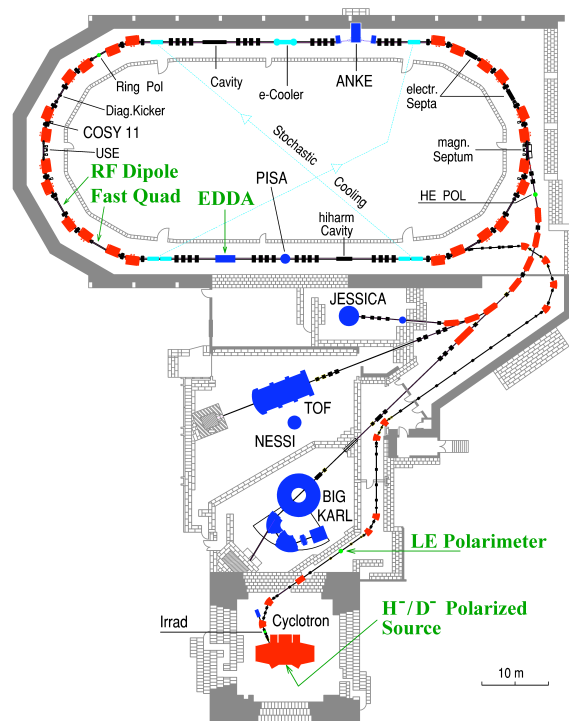 Ring Pol
Cavity
e-Cooler
ANKE
Diag.Kicker
electr.
Septa
COSY 11
USE
Stochastic
Cooling
magn.
Septum
RF Dipole
Fast Quad
EDDA
PISA
HE POL
hiharm
Cavity
JESSICA
TOF
NESSI
BIG
KARL
LE Polarimeter
H⁻/D⁻ Polarized
Source
Irrad
Cyclotron
10 m